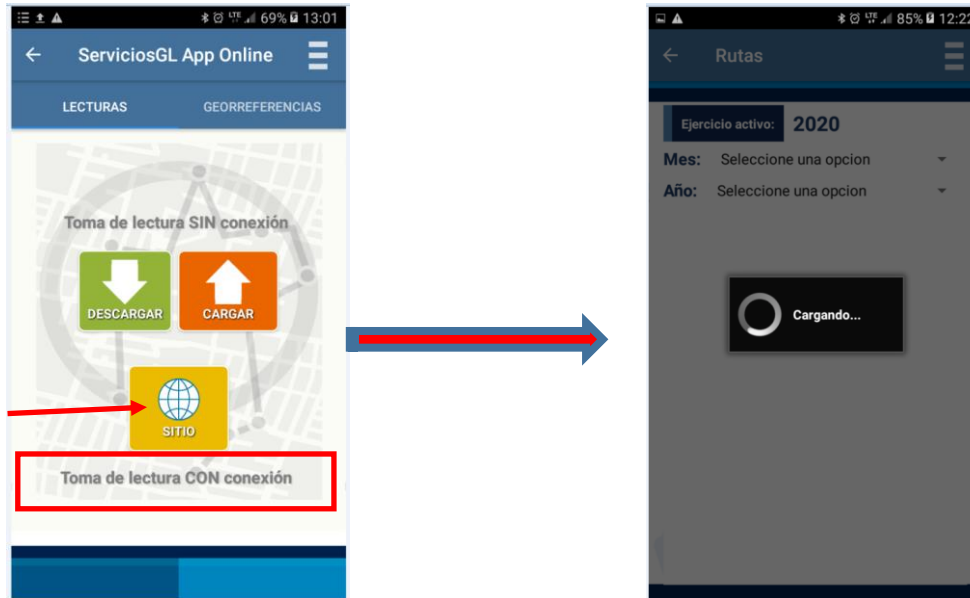 69% 13:01
ServiciosGL App Online
LECTURAS GEORREFERENCIAS
Toma de lectura SIN conexión
DESCARGAR CARGAR
SITIO
Toma de lectura CON conexión
LTE 85% 12:22
Rutas
Ejercicio activo: 2020
Mes: Seleccione una opcion
Año: Seleccione una opcion
Cargando...